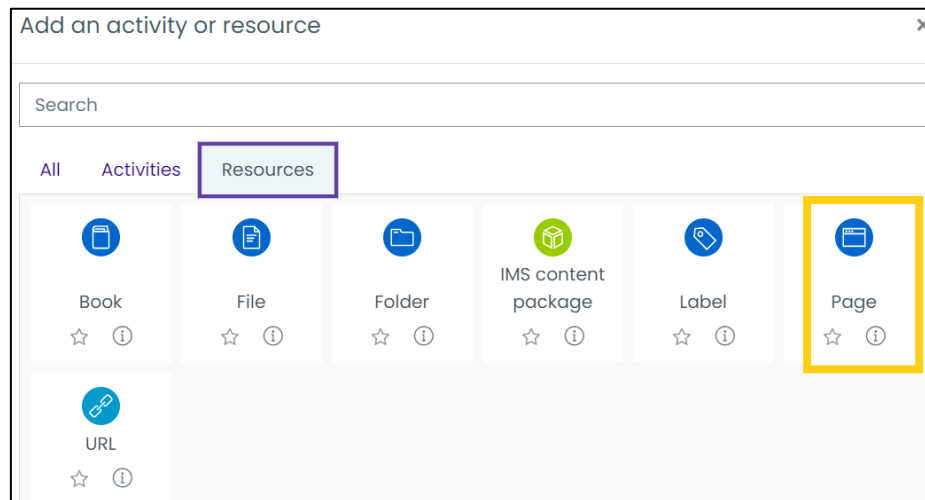 Add an activity or resource
Search
All Activities Resources
Book File Folder IMS content package Label Page
URL